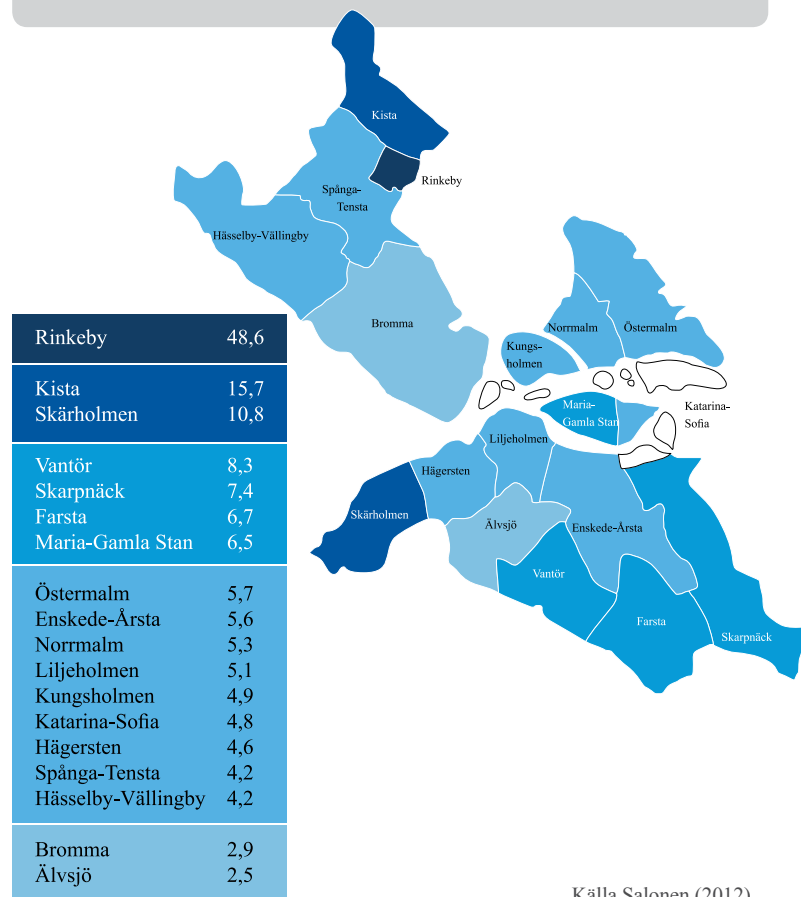 Kista
Rinkeby
Spånga-
Tensta
Hässelby-Vällingby
Bromma
Norrmalm
Östermalm
Kungs-
holmen
Maria-
Gamla Stan
Katarina-
Sofia
Liljeholmen
Hägersten
Skärholmen
Älvsjö
Enskede-Årsta
Vantör
Farsta
Skarpnäck
Rinkeby 48,6
Kista 15,7
Skärholmen 10,8
Vantör 8,3
Skarpnäck 7,4
Farsta 6,7
Maria-Gamla Stan 6,5
Östermalm 5,7
Enskede-Årsta 5,6
Norrmalm 5,3
Liljeholmen 5,1
Kungsholmen 4,9
Katarina-Sofia 4,8
Hägersten 4,6
Spånga-Tensta 4,2
Hässelby-Vällingby 4,2
Bromma 2,9
Älvsjö 2,5
Källa Salonen (2012)